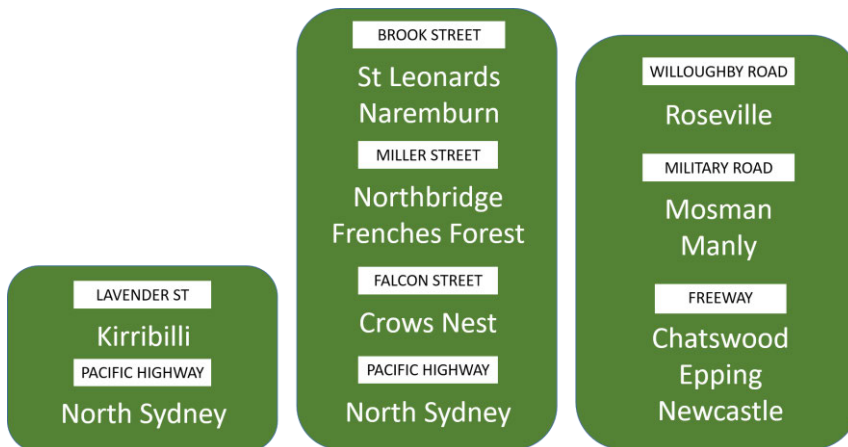 LAVENDER ST
Kirribilli
PACIFIC HIGHWAY
North Sydney
BROOK STREET
St Leonards
Naremburn
MILLER STREET
Northbridge
Frenches Forest
FALCON STREET
Crows Nest
PACIFIC HIGHWAY
North Sydney
WILLOUGHBY ROAD
Roseville
MILITARY ROAD
Mosman
Manly
FREEWAY
Chatswood
Epping
Newcastle